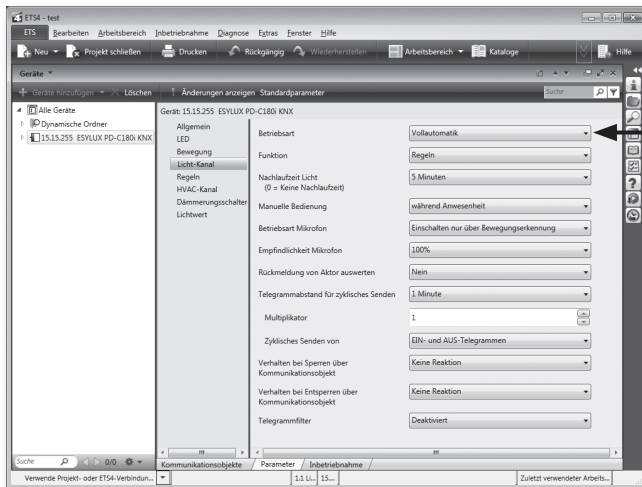 ETS4 - test
ETS Bearbeiten Arbeitsbereich Inbetriebnahme Diagnose Extras Fenster Hilfe
Neu Projekt schließen Drucken Rückgängig Wiederherstellen Arbeitsbereich Kataloge Hilfe
Geräte
Geräte hinzufügen Löschen Änderungen anzeigen Standardparameter Suche
Alle Geräte
Dynamische Ordner
15.15.255 ESYLUX PD-C180i KNX
Gerät: 15.15.255 ESYLUX PD-C180i KNX
Allgemein
LED
Bewegung
Licht-Kanal
Regeln
HVAC-Kanal
Dämmerungsschalter
Lichtwert
Betriebsart Vollautomatik
Funktion Regeln
Nachlaufzeit Licht 5 Minuten
(0 = Keine Nachlaufzeit)
Manuelle Bedienung während Anwesenheit
Betriebsart Mikrofon Einschalten nur über Bewegungserkennung
Empfindlichkeit Mikrofon 100%
Rückmeldung von Aktor auswerten Nein
Telegrammabstand für zyklisches Senden 1 Minute
Multiplikator 1
Zyklisches Senden von EIN- und AUS-Telegrammen
Verhalten bei Sperren über Keine Reaktion
Kommunikationsobjekt
Verhalten bei Entsperren über Keine Reaktion
Kommunikationsobjekt
Telegrammfilter Deaktiviert
Suche 0/0
Kommunikationsobjekte Parameter Inbetriebnahme
Verwende Projekt- oder ETS4-Verbindun... 1.1 Li... 15.... Zuletzt verwendeter Arbeits...